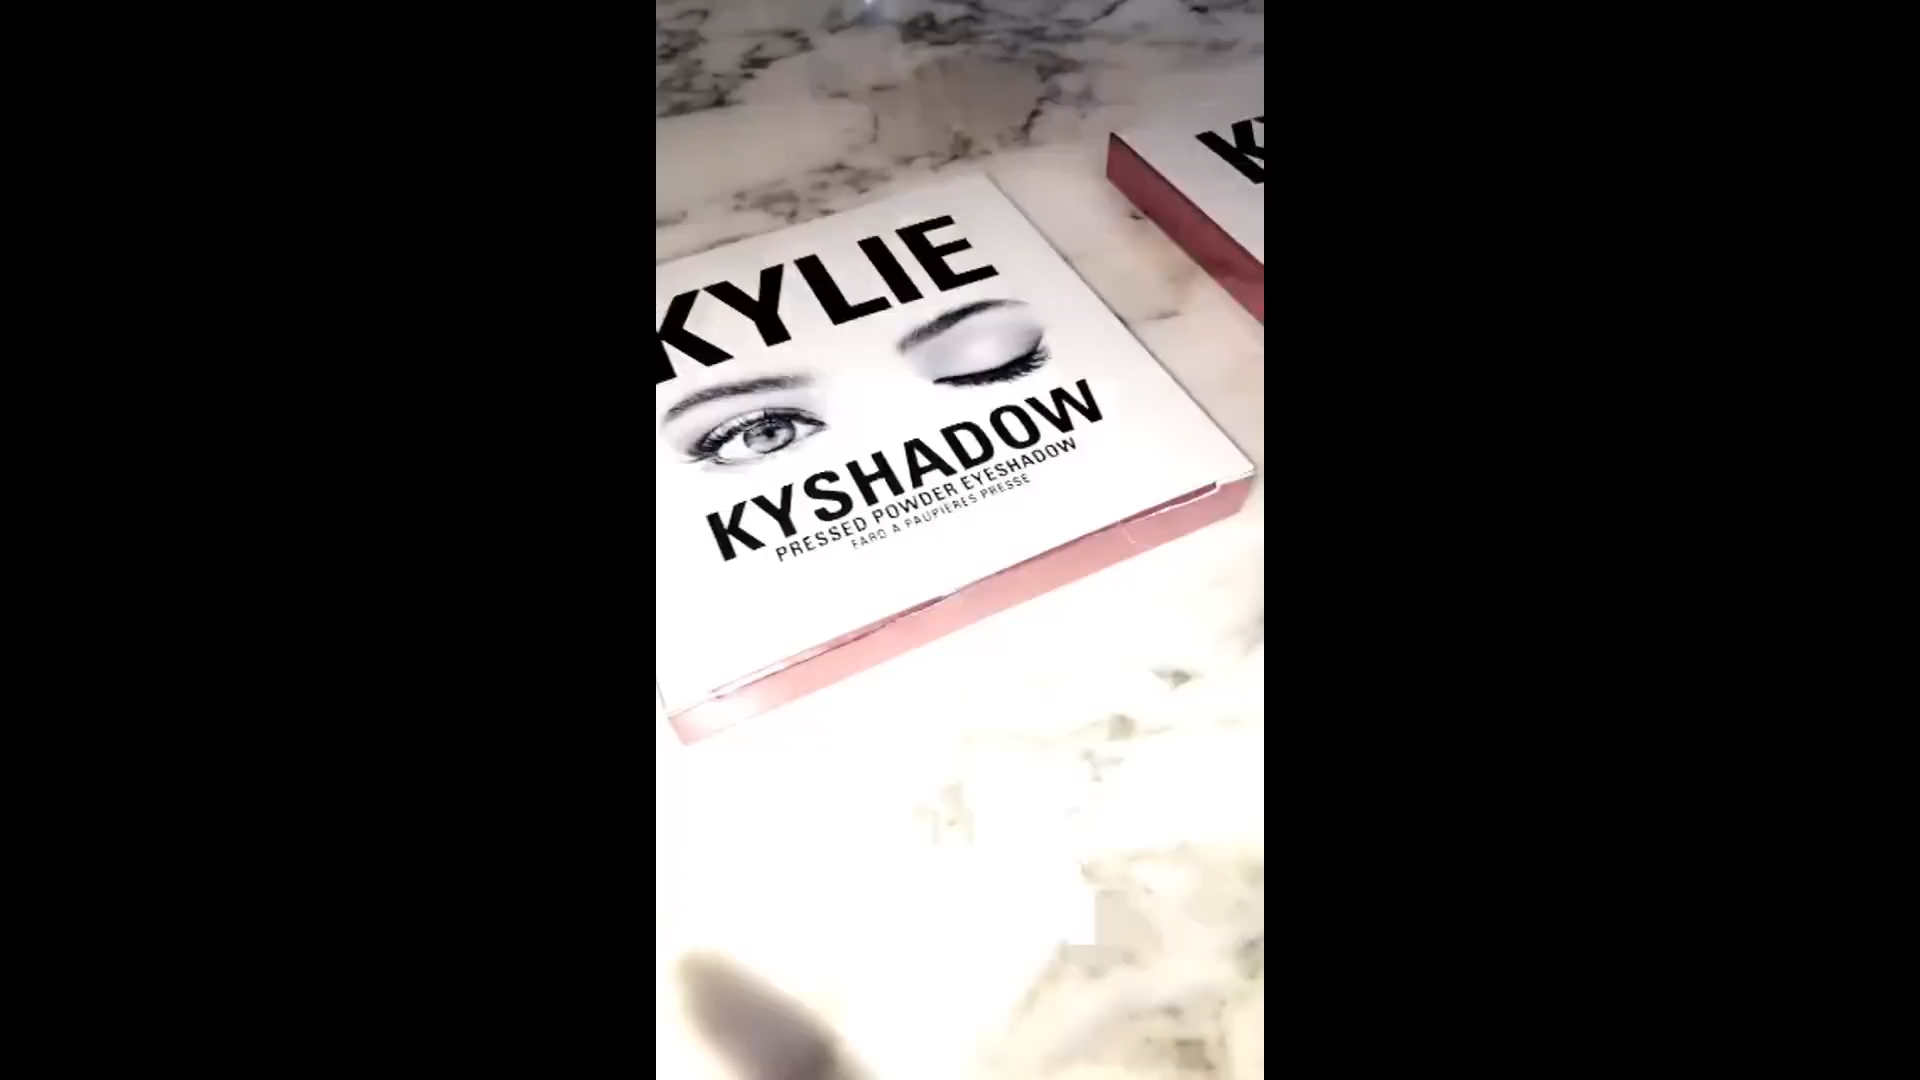 KYLIE
KYSHADOW
PRESSED POWDER EYESHADOW
FARD A PAUPIERES PRESSE
K